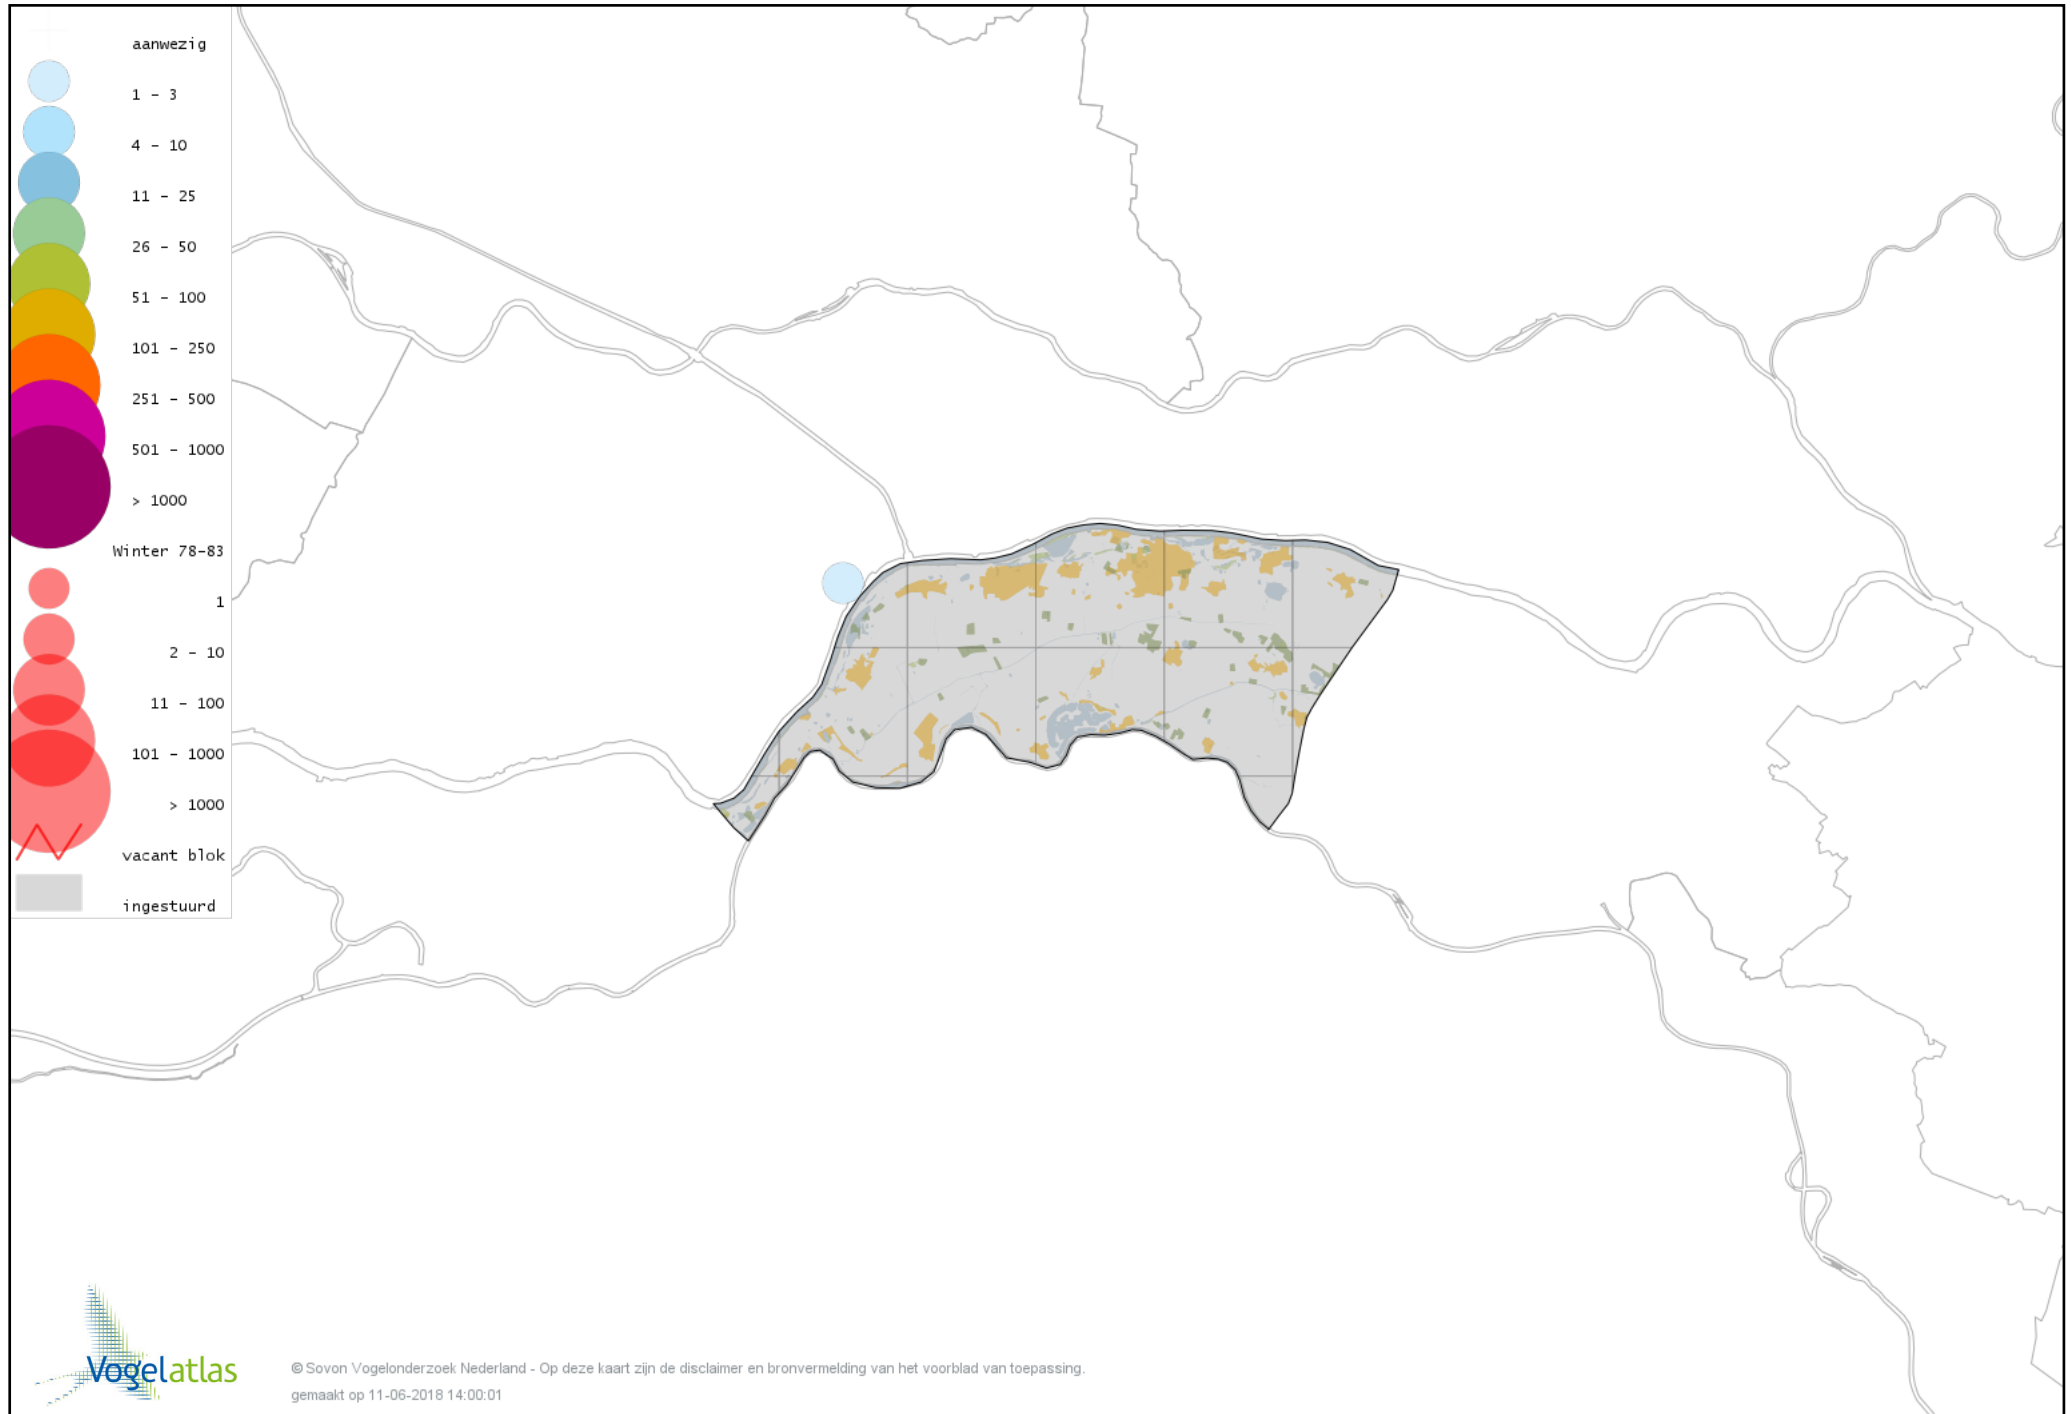 aanwezig
1 - 3
4 - 10
11 - 25
26 - 50
51 - 100
101 - 250
251 - 500
501 - 1000
> 1000
Winter 78-83
1
2 - 10
11 - 100
101 - 1000
> 1000
vacant blok
ingestuurd
Vogelatlas
© Sovon Vogelonderzoek Nederland - Op deze kaart zijn de disclaimer en bronvermelding van het voorblad van toepassing.
gemaakt op 11-06-2018 14:00:01